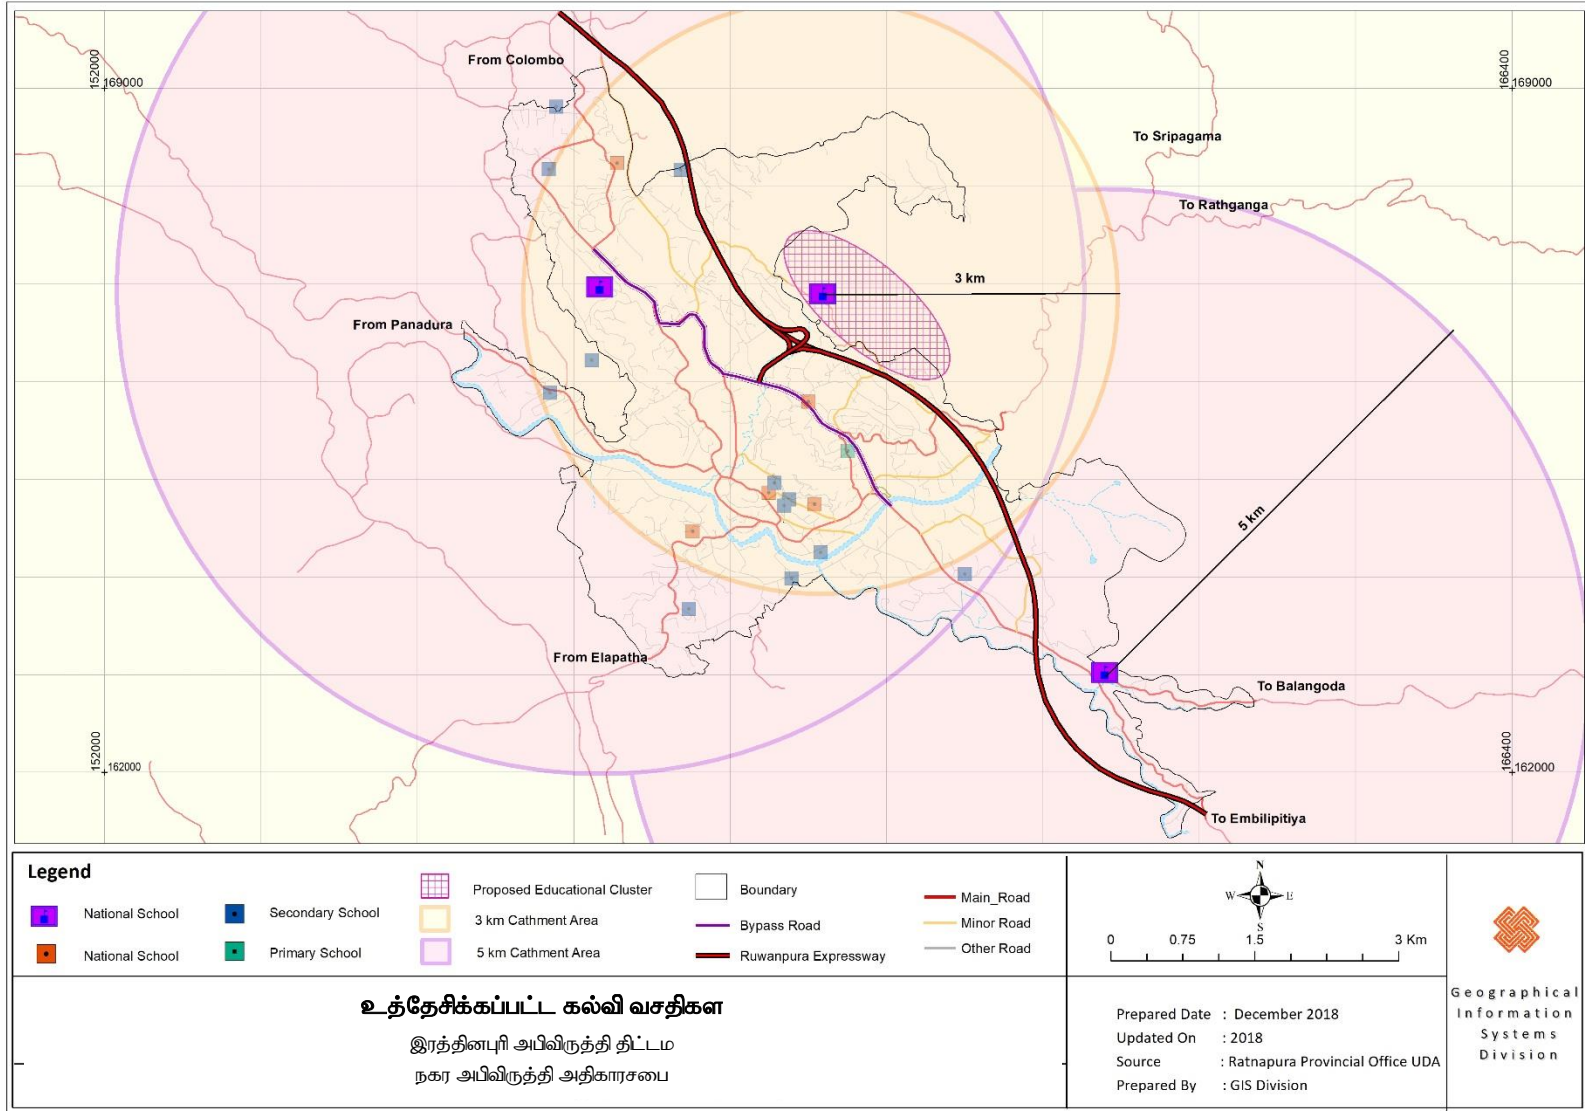 From Colombo
152000
169000
166400
169000
To Sripagama
To Rathganga
3 km
From Panadura
5 km
From Elapatha
To Balangoda
152000
162000
166400
162000
To Embilipitiya
Legend
National School
Secondary School
Proposed Educational Cluster
Boundary
Main_Road
National School
Primary School
3 km Cathment Area
Bypass Road
Minor Road
5 km Cathment Area
Ruwanpura Expressway
Other Road
N
W E
S
0 0.75 1.5 3 Km
உத்தேசிக்கப்பட்ட கல்வி வசதிகள
இரத்தினபுரி அபிவிருத்தி திட்டம
நகர அபிவிருத்தி அதிகாரசபை
Prepared Date : December 2018
Updated On : 2018
Source : Ratnapura Provincial Office UDA
Prepared By : GIS Division
Geographical
Information
Systems
Division